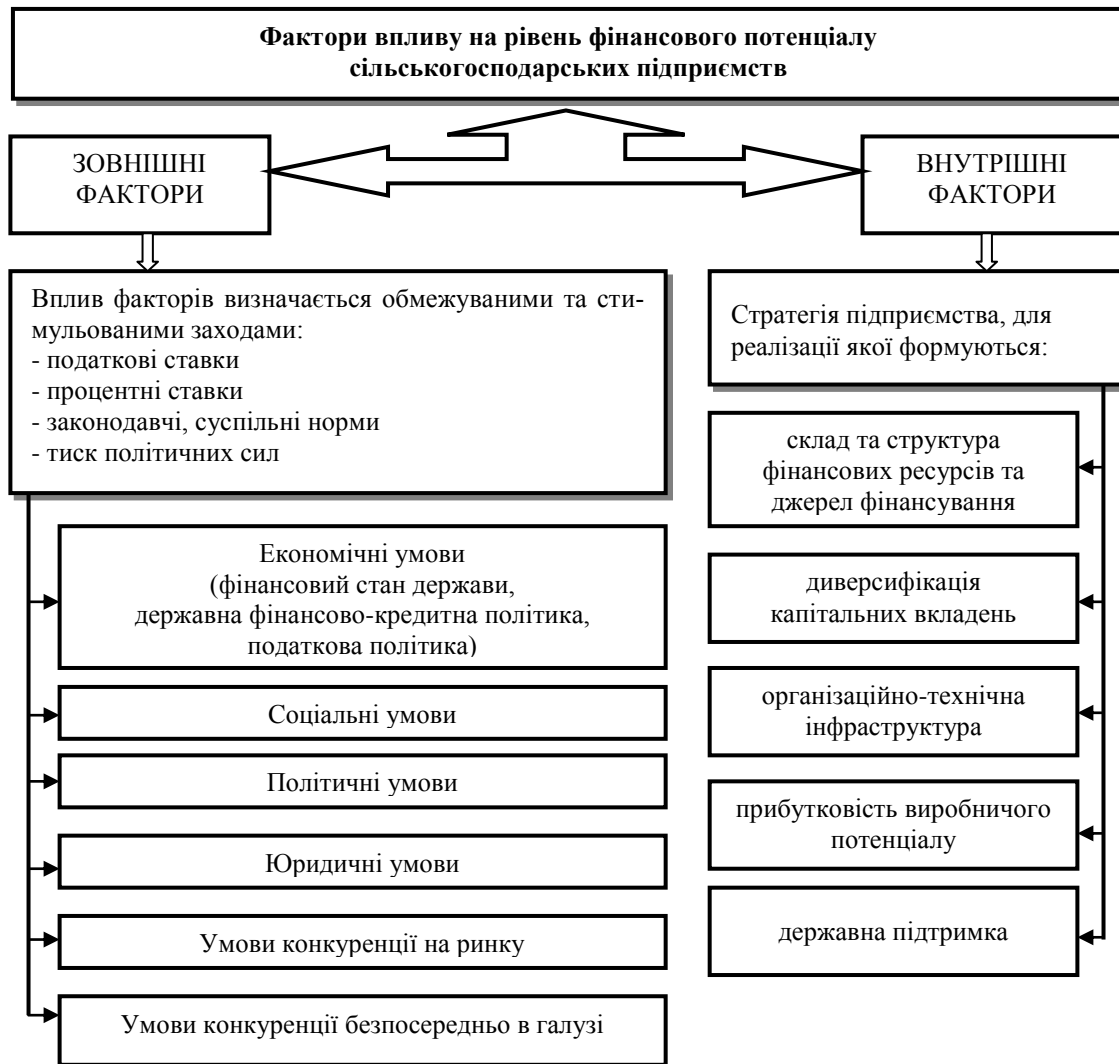 Фактори впливу на рівень фінансового потенціалу
сільськогосподарських підприємств
ЗОВНІШНІ
ФАКТОРИ
ВНУТРІШНІ
ФАКТОРИ
Вплив факторів визначається обмежуваними та сти-
мульованими заходами:
- податкові ставки
- процентні ставки
- законодавчі, суспільні норми
- тиск політичних сил
Економічні умови
(фінансовий стан держави,
державна фінансово-кредитна політика,
податкова політика)
Соціальні умови
Політичні умови
Юридичні умови
Умови конкуренції на ринку
Умови конкуренції безпосередньо в галузі
Стратегія підприємства, для
реалізації якої формуються:
склад та структура
фінансових ресурсів та
джерел фінансування
диверсифікація
капітальних вкладень
організаційно-технічна
інфраструктура
прибутковість виробничого
потенціалу
державна підтримка